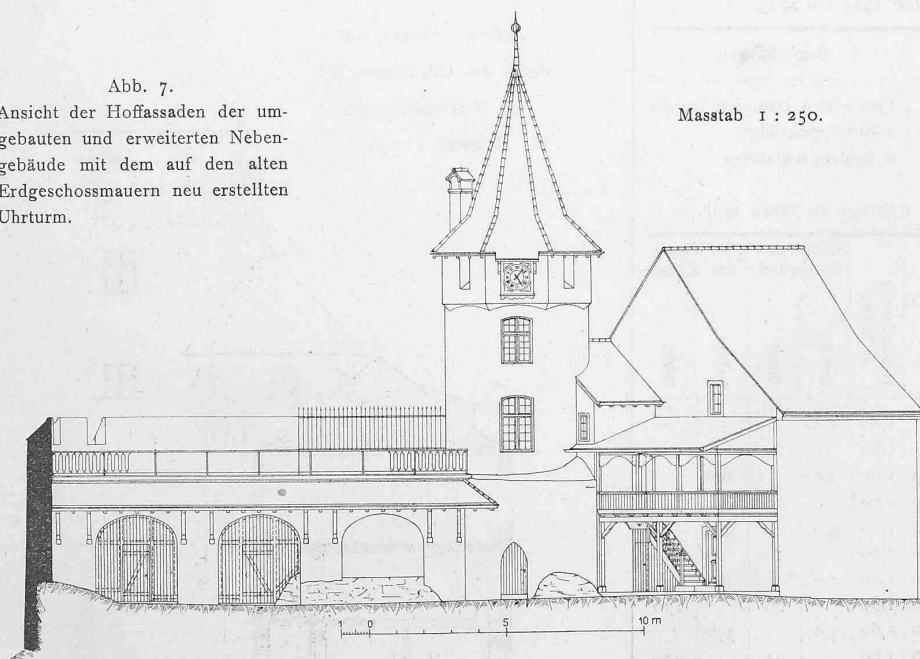 Abb. 7.
Ansicht der Hoffassaden der um-
gebauten und erweiterten Neben-
gebäude mit dem auf den alten
Erdgeschossmauern neu erstellten
Uhrturm.
Masstab 1 : 250.
1 0 5 10 m